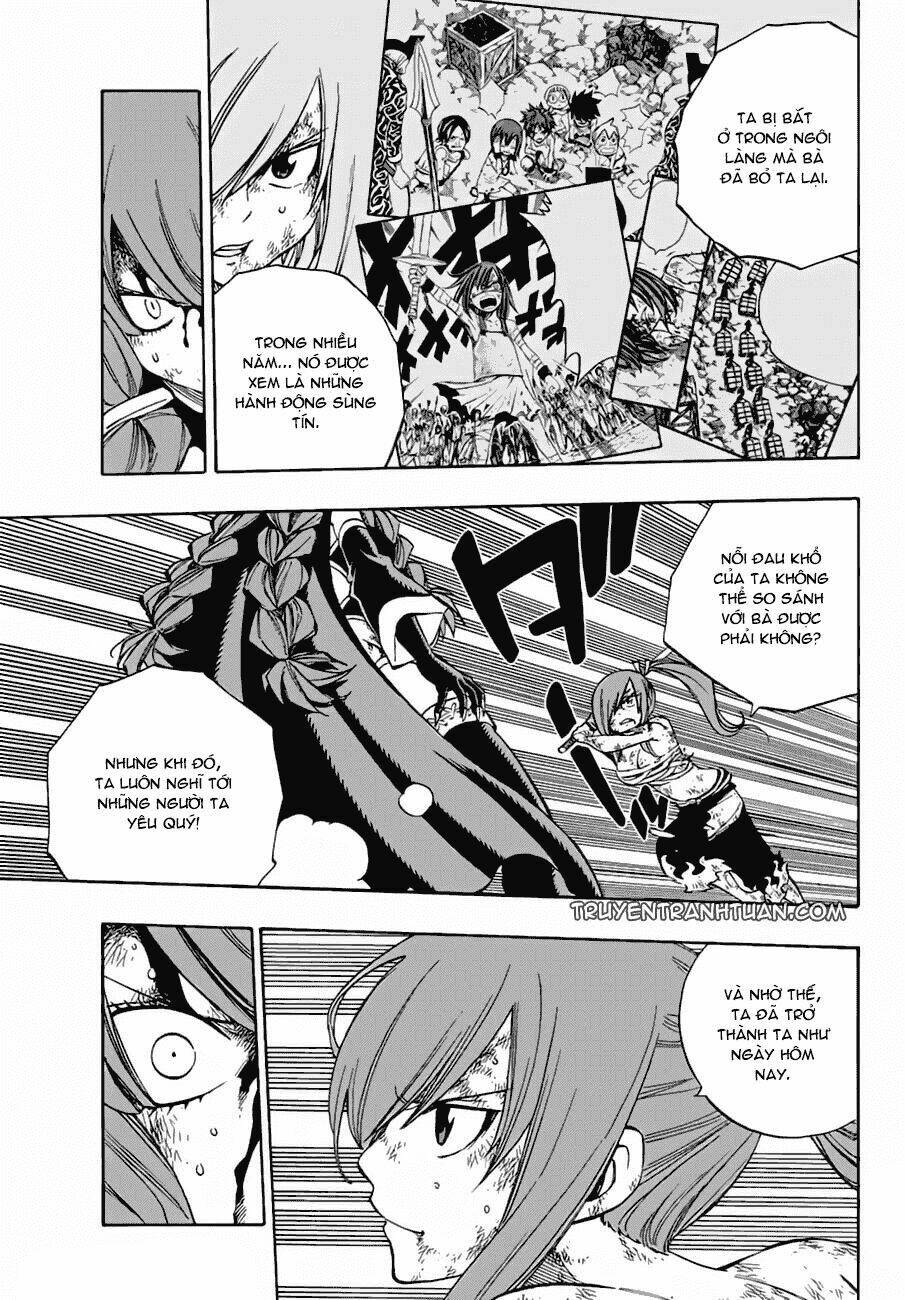 TA BỊ BẮT
Ở TRONG NGÔI
LÀNG MÀ BÀ
ĐÃ BỎ TA LẠI.
TRONG NHIỀU
NĂM... NÓ ĐƯỢC
XEM LÀ NHỮNG
HÀNH ĐỘNG SÙNG
TÍN.
NỖI ĐAU KHỔ
CỦA TA KHÔNG
THỂ SO SÁNH
VỚI BÀ ĐƯỢC
PHẢI KHÔNG?
NHƯNG KHI ĐÓ,
TA LUÔN NGHĨ TỚI
NHỮNG NGƯỜI TA
YÊU QUÝ!
TRUYENTRANHTUAN.COM
VÀ NHỜ THẾ,
TA ĐÃ TRỞ
THÀNH TA NHƯ
NGÀY HÔM
NAY.